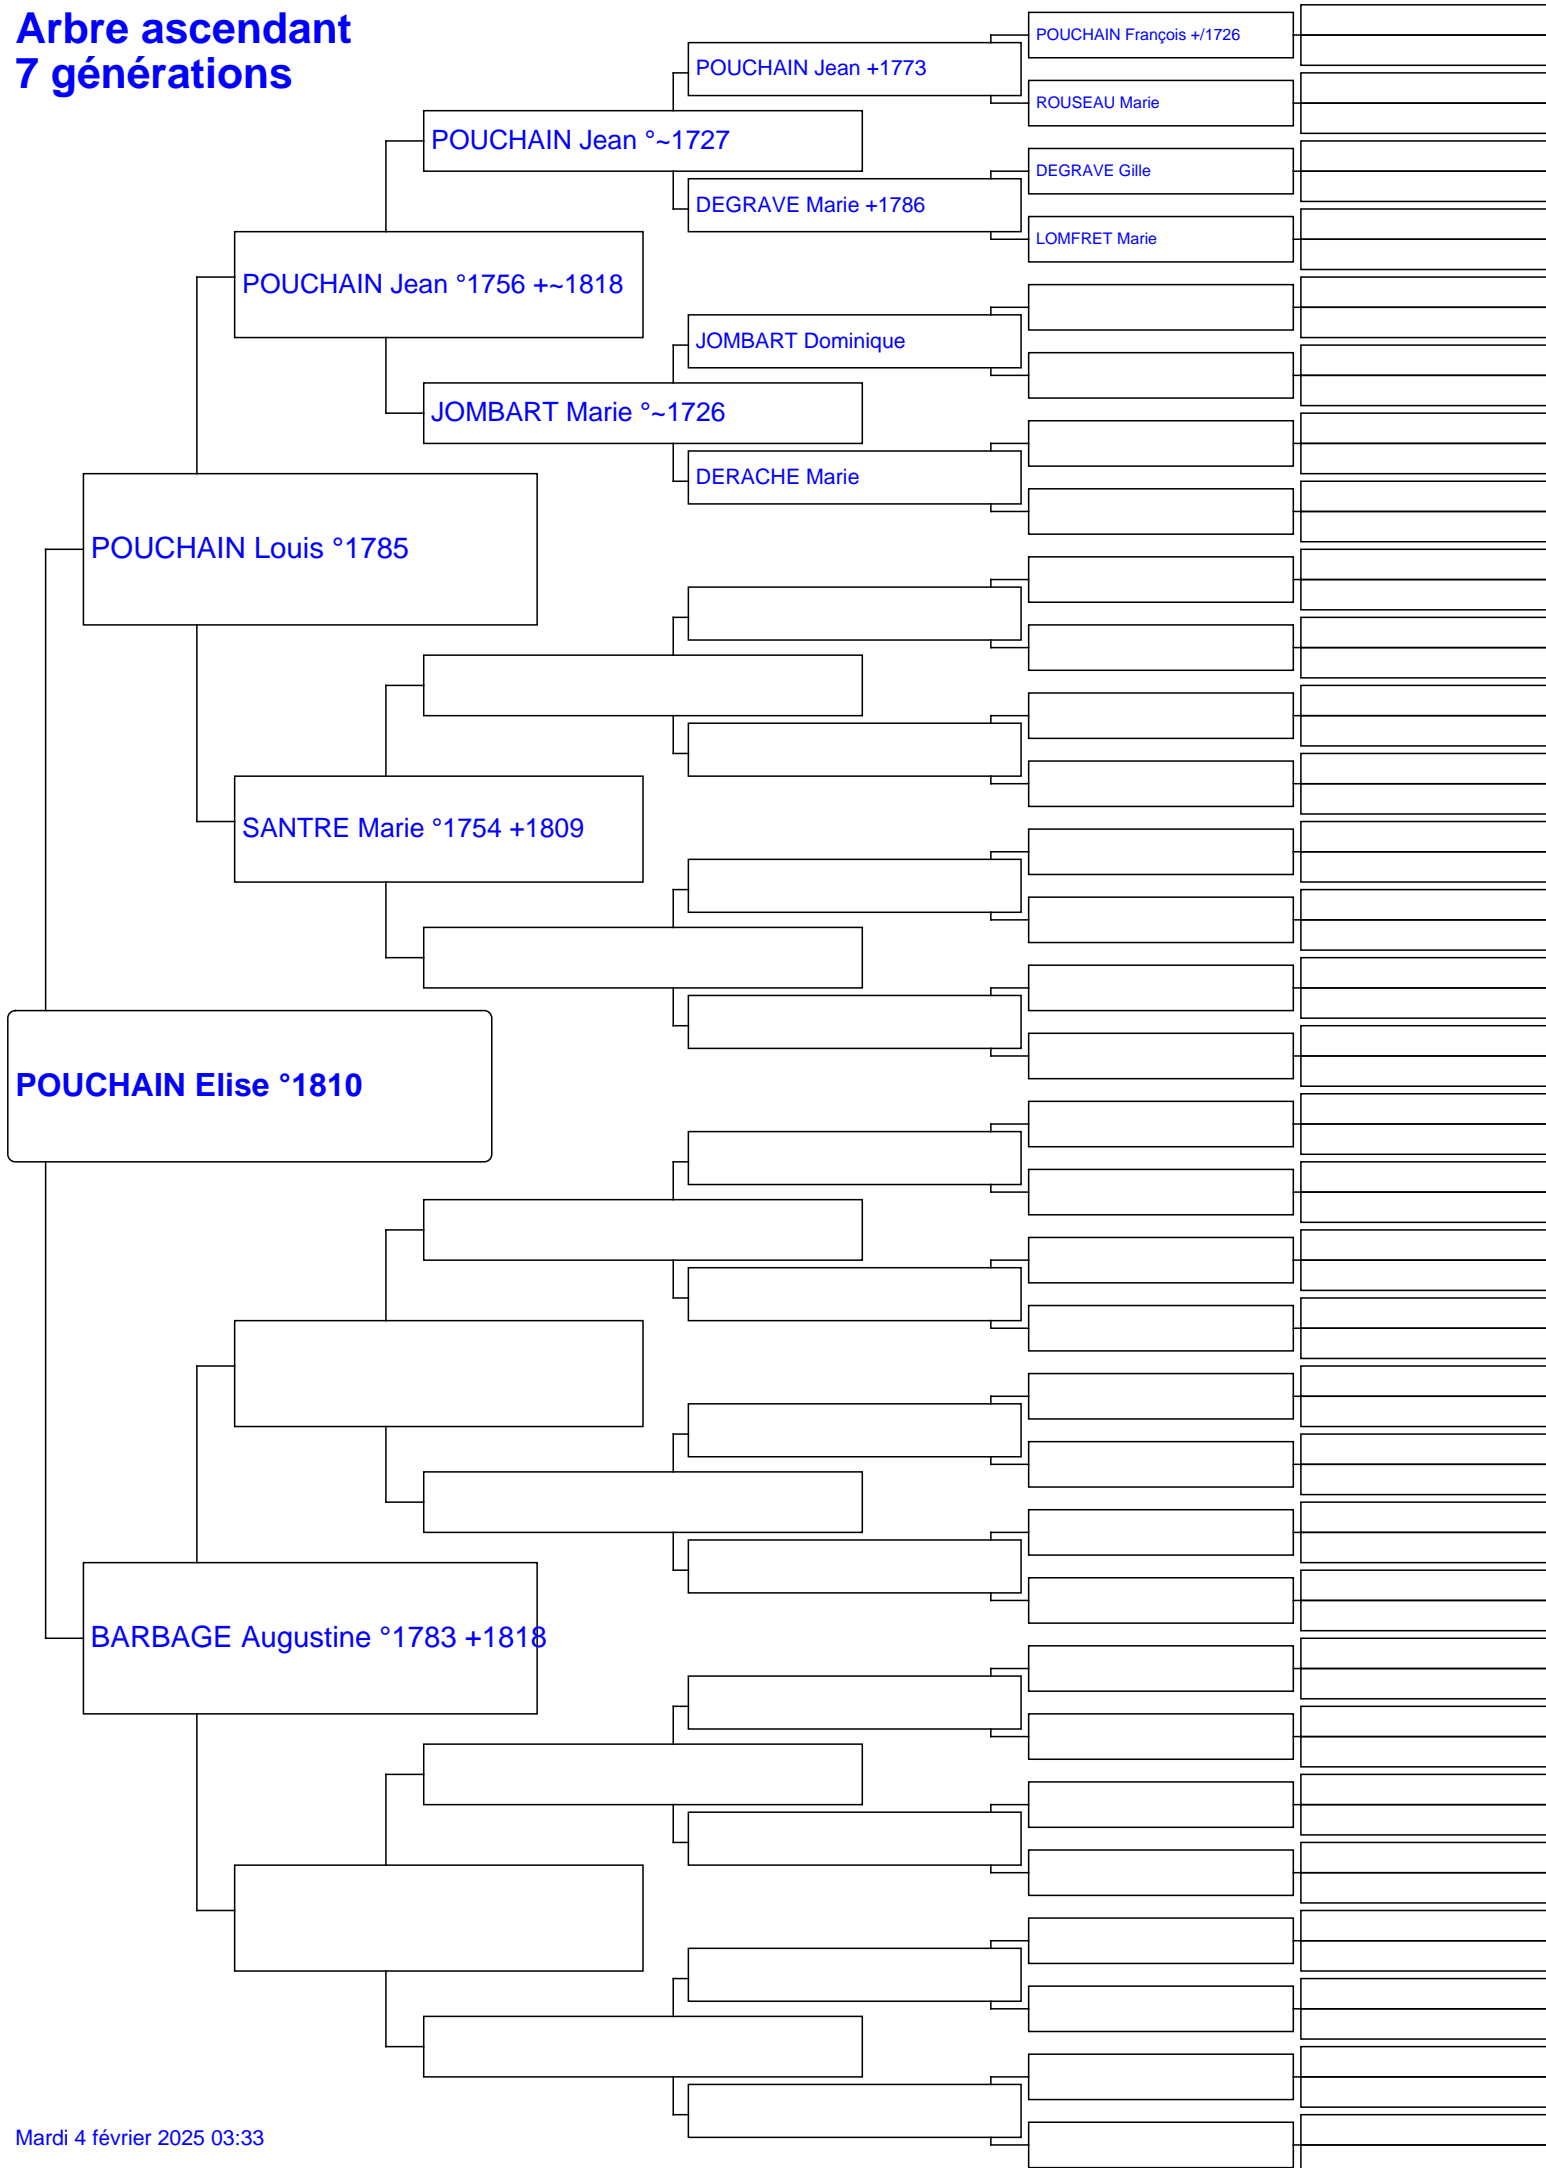 Arbre ascendant
7 générations
POUCHAIN François +/1726
POUCHAIN Jean +1773
ROUSEAU Marie
POUCHAIN Jean °~1727
DEGRAVE Gille
DEGRAVE Marie +1786
LOMFRET Marie
POUCHAIN Jean °1756 +~1818
JOMBART Dominique
JOMBART Marie °~1726
DERACHE Marie
POUCHAIN Louis °1785
SANTRE Marie °1754 +1809
POUCHAIN Elise °1810
BARBAGE Augustine °1783 +1818
Mardi 4 février 2025 03:33